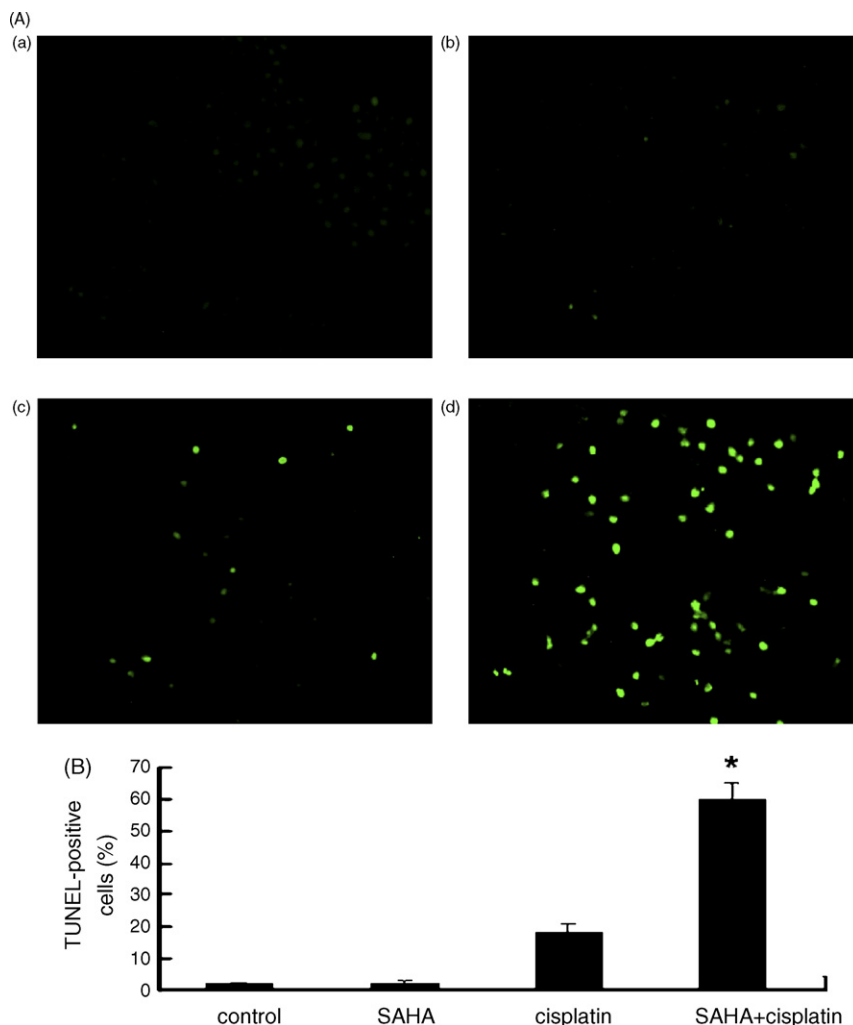 (A)
(a) (b)
(c) (d)
(B)
70
60
50
40
30
20
10
0
TUNEL-positive
cells (%)
*
control SAHA cisplatin SAHA+cisplatin